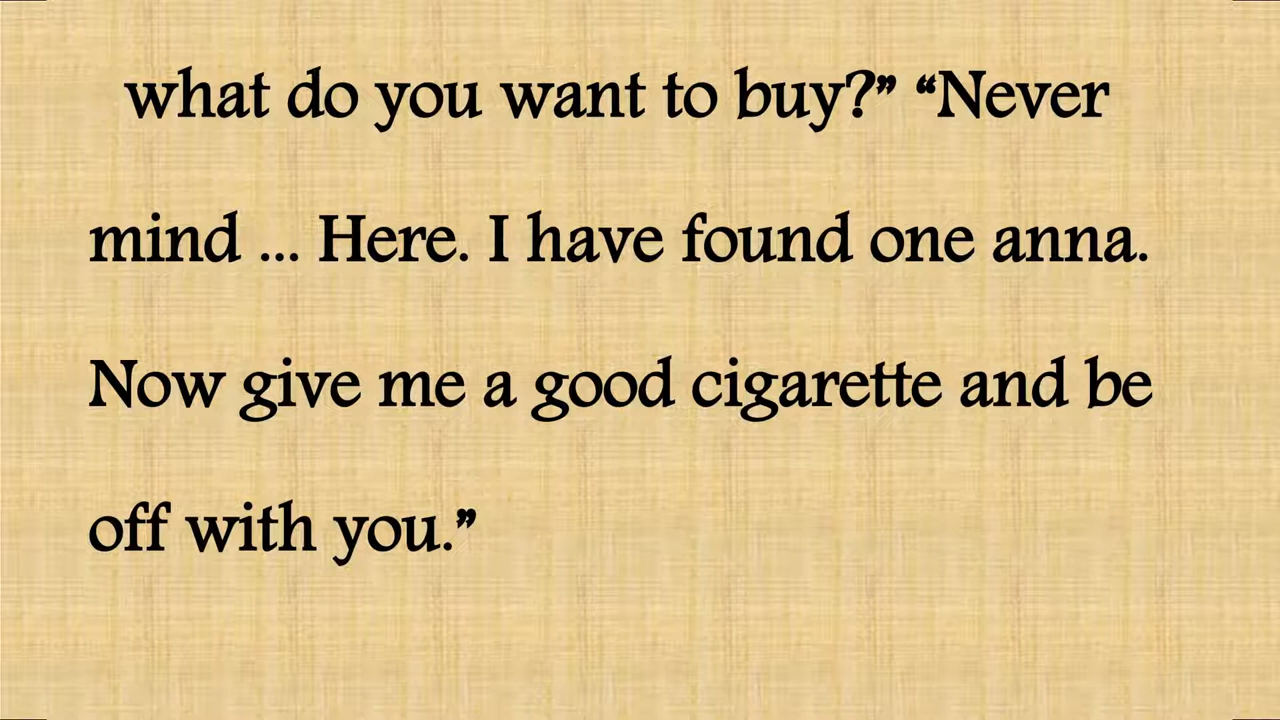 what do you want to buy?” “Never
mind ... Here. I have found one anna.
Now give me a good cigarette and be
off with you.”